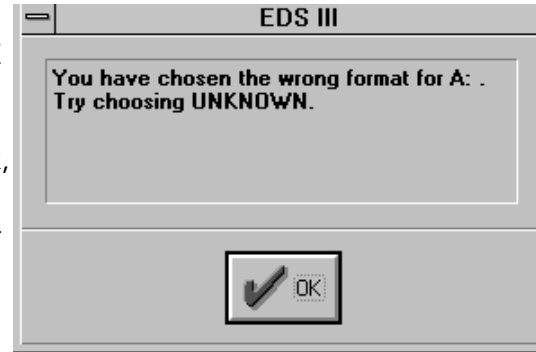 EDS III
You have chosen the wrong format for A: .
Try choosing UNKNOWN.
OK